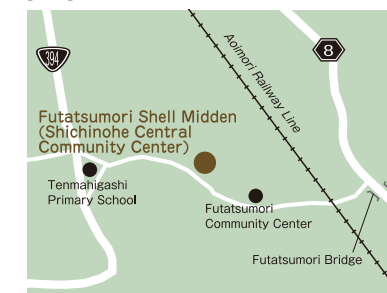 394
8
Aoimori Railway Line
Futatsumori Shell Midden
(Shichinohe Central
Community Center)
Tenmahigashi
Primary School
Futatsumori
Community Center
Futatsumori Bridge